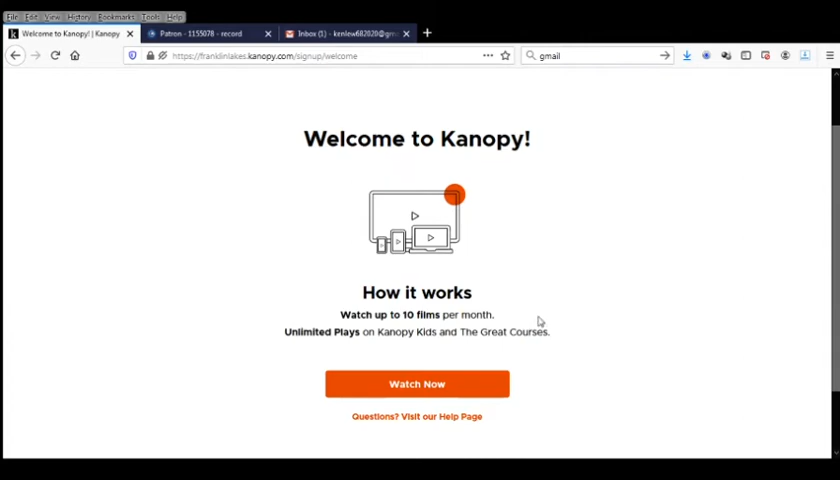 File Edit View History Bookmarks Tools Help
Welcome to Kanopy! | Kanopy
Patron - 1155078 - record
Inbox (1) - kenlew682020@gm
https://franklinlakes.kanopy.com/signup/welcome
gmail
Welcome to Kanopy!
How it works
Watch up to 10 films per month.
Unlimited Plays on Kanopy Kids and The Great Courses.
Watch Now
Questions? Visit our Help Page